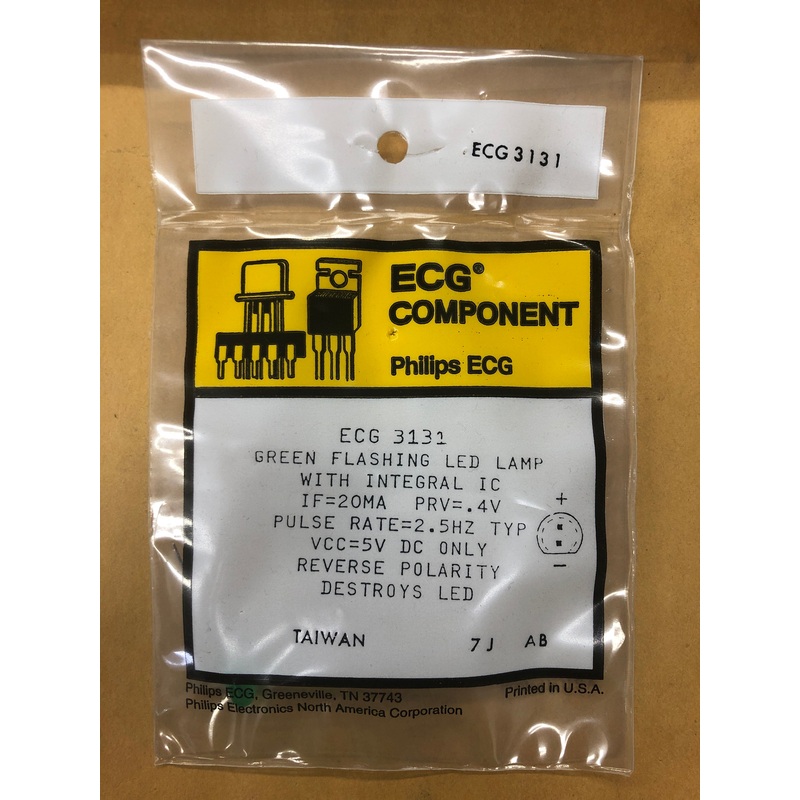 ECG 3131
ECG®
COMPONENT
Philips ECG
ECG 3131
GREEN FLASHING LED LAMP
WITH INTEGRAL IC
IF=20MA PRV=.4V
PULSE RATE=2.5HZ TYP
VCC=5V DC ONLY
REVERSE POLARITY
DESTROYS LED
+
−
TAIWAN 7J AB
Philips ECG, Greeneville, TN 37743
Philips Electronics North America Corporation
Printed in U.S.A.